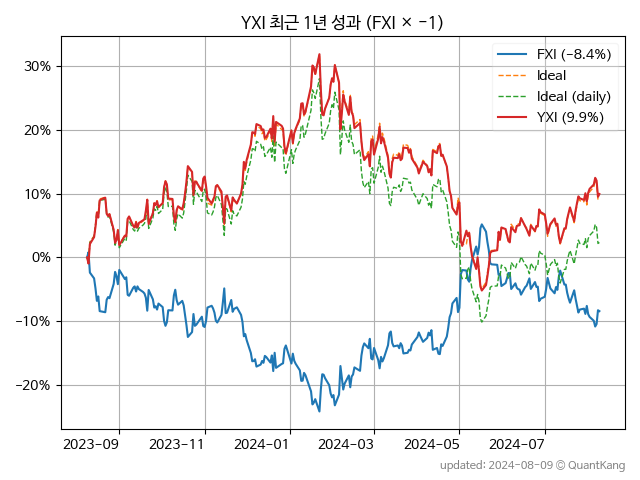 YXI 최근 1년 성과 (FXI × -1)
FXI (-8.4%)
Ideal
Ideal (daily)
YXI (9.9%)
30%
20%
10%
0%
-10%
-20%
2023-09
2023-11
2024-01
2024-03
2024-05
2024-07
updated: 2024-08-09 © QuantKang